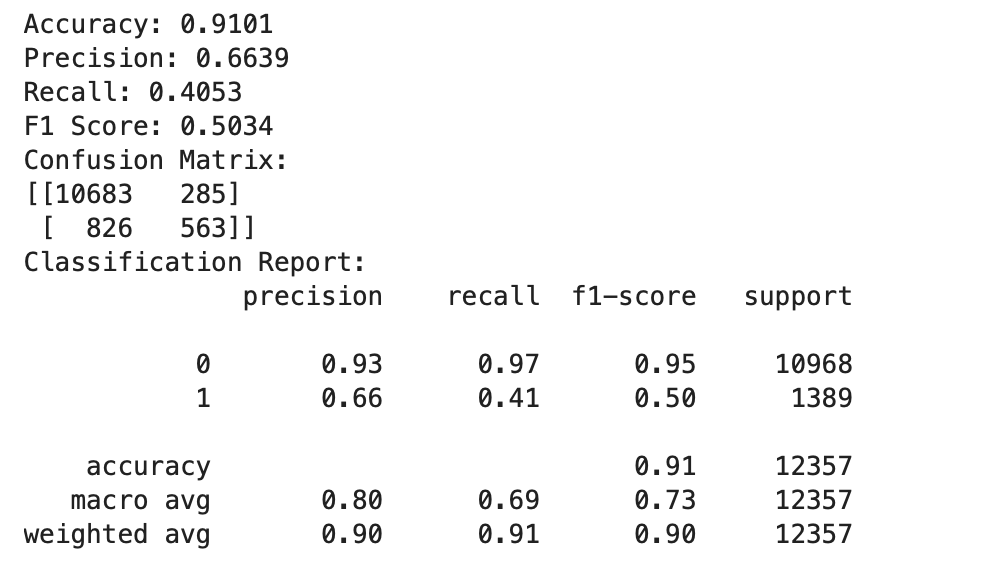 Accuracy: 0.9101
Precision: 0.6639
Recall: 0.4053
F1 Score: 0.5034
Confusion Matrix:
[[10683   285]
 [  826   563]]
Classification Report:
              precision    recall  f1-score   support

           0       0.93      0.97      0.95     10968
           1       0.66      0.41      0.50      1389

    accuracy                           0.91     12357
   macro avg       0.80      0.69      0.73     12357
weighted avg       0.90      0.91      0.90     12357